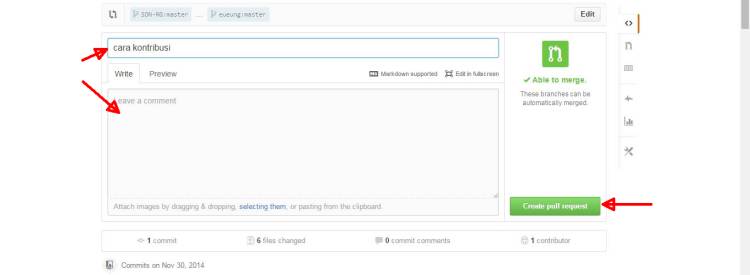 SDN-RG:master ... eueung:master Edit
cara kontribusi
Write Preview Markdown supported Edit in fullscreen
Leave a comment
Able to merge.
These branches can be
automatically merged.
Attach images by dragging & dropping, selecting them, or pasting from the clipboard.
Create pull request
1 commit 6 files changed 0 commit comments 1 contributor
Commits on Nov 30, 2014